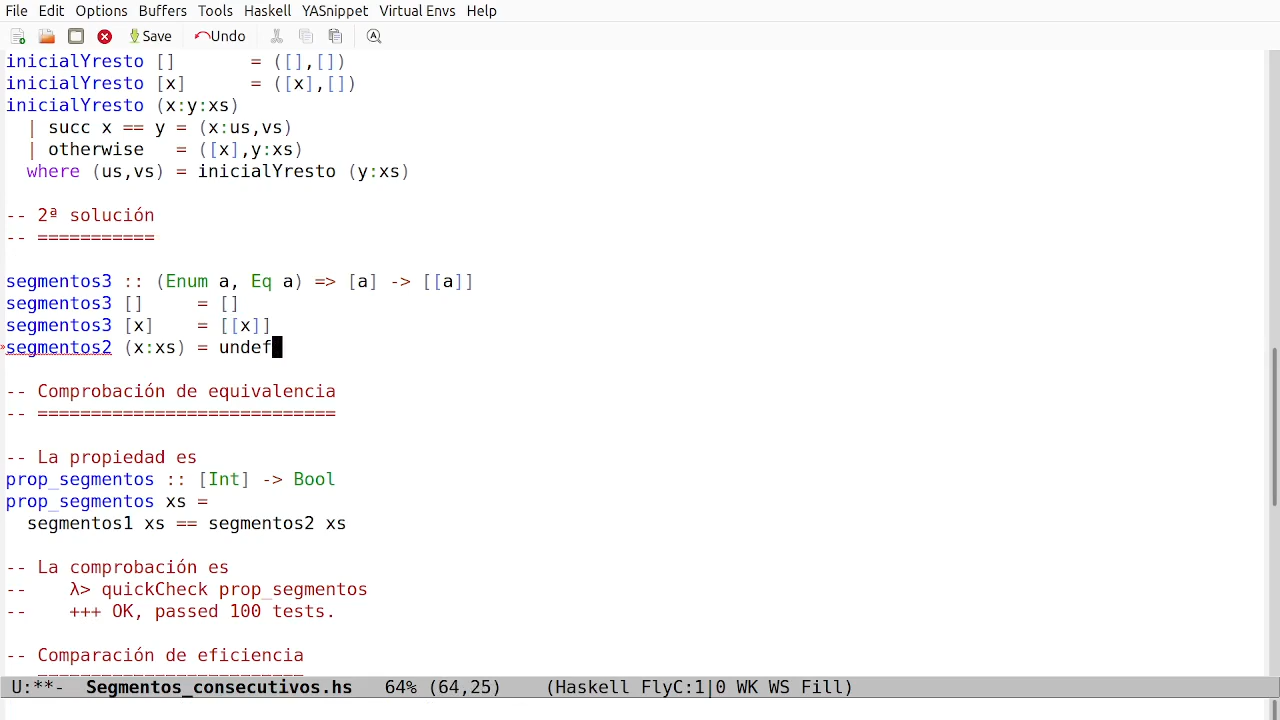 File Edit Options Buffers Tools Haskell YASnippet Virtual Envs Help
Save Undo
inicialYresto []       = ([],[])
inicialYresto [x]      = ([x],[])
inicialYresto (x:y:xs)
  | succ x == y = (x:us,vs)
  | otherwise   = ([x],y:xs)
  where (us,vs) = inicialYresto (y:xs)
-- 2ª solución
-- ===========
segmentos3 :: (Enum a, Eq a) => [a] -> [[a]]
segmentos3 []     = []
segmentos3 [x]    = [[x]]
segmentos2 (x:xs) = undef
-- Comprobación de equivalencia
-- ============================
-- La propiedad es
prop_segmentos :: [Int] -> Bool
prop_segmentos xs =
  segmentos1 xs == segmentos2 xs
-- La comprobación es
--    λ> quickCheck prop_segmentos
--    +++ OK, passed 100 tests.
-- Comparación de eficiencia
U:**-  Segmentos_consecutivos.hs   64% (64,25)     (Haskell FlyC:1|0 WK WS Fill)